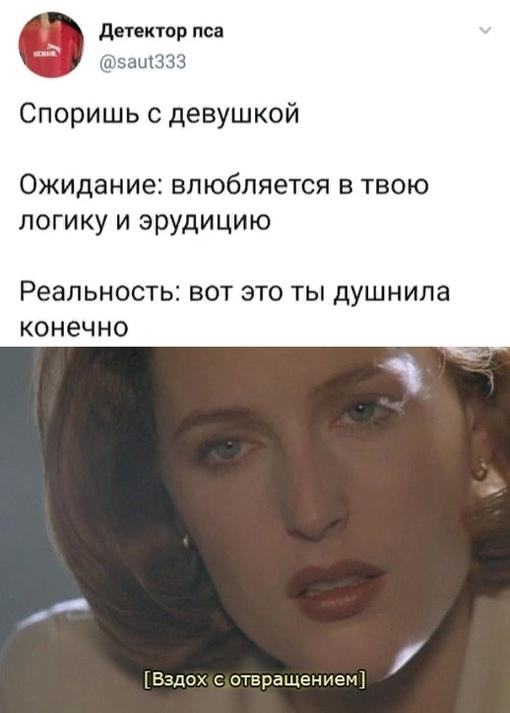 Детектор пса
@saut333
Споришь с девушкой
Ожидание: влюбляется в твою
логику и эрудицию
Реальность: вот это ты душнила
конечно
[Вздох с отвращением]